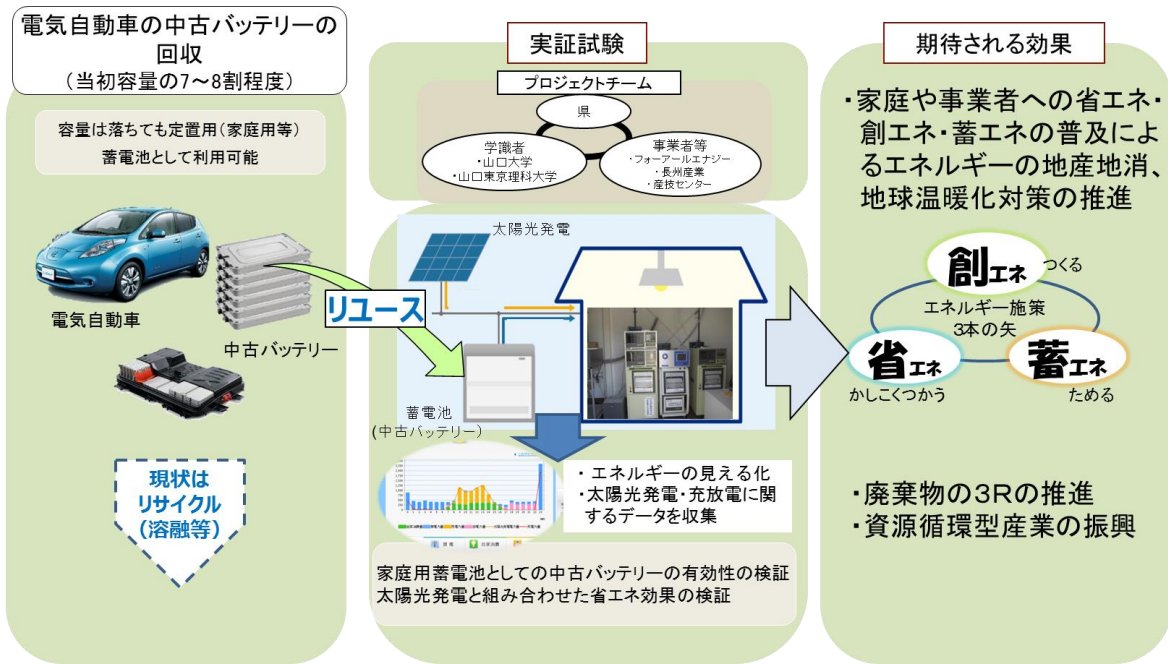 電気自動車の中古バッテリーの
回収
（当初容量の7～8割程度）
容量は落ちても定置用(家庭用等)
蓄電池として利用可能
電気自動車
中古バッテリー
現状は
リサイクル
(溶融等)
リユース
実証試験
プロジェクトチーム
県
学識者
・山口大学
・山口東京理科大学
事業者等
・フォーアールエナジー
・長州産業
・産技センター
太陽光発電
蓄電池
(中古バッテリー)
・ エネルギーの見える化
・太陽光発電・充放電に関
するデータを収集
家庭用蓄電池としての中古バッテリーの有効性の検証
太陽光発電と組み合わせた省エネ効果の検証
期待される効果
・家庭や事業者への省エネ・
創エネ・蓄エネの普及によ
るエネルギーの地産地消、
地球温暖化対策の推進
創エネ つくる
エネルギー施策
3本の矢
省エネ
かしこくつかう
蓄エネ
ためる
・廃棄物の3Rの推進
・資源循環型産業の振興